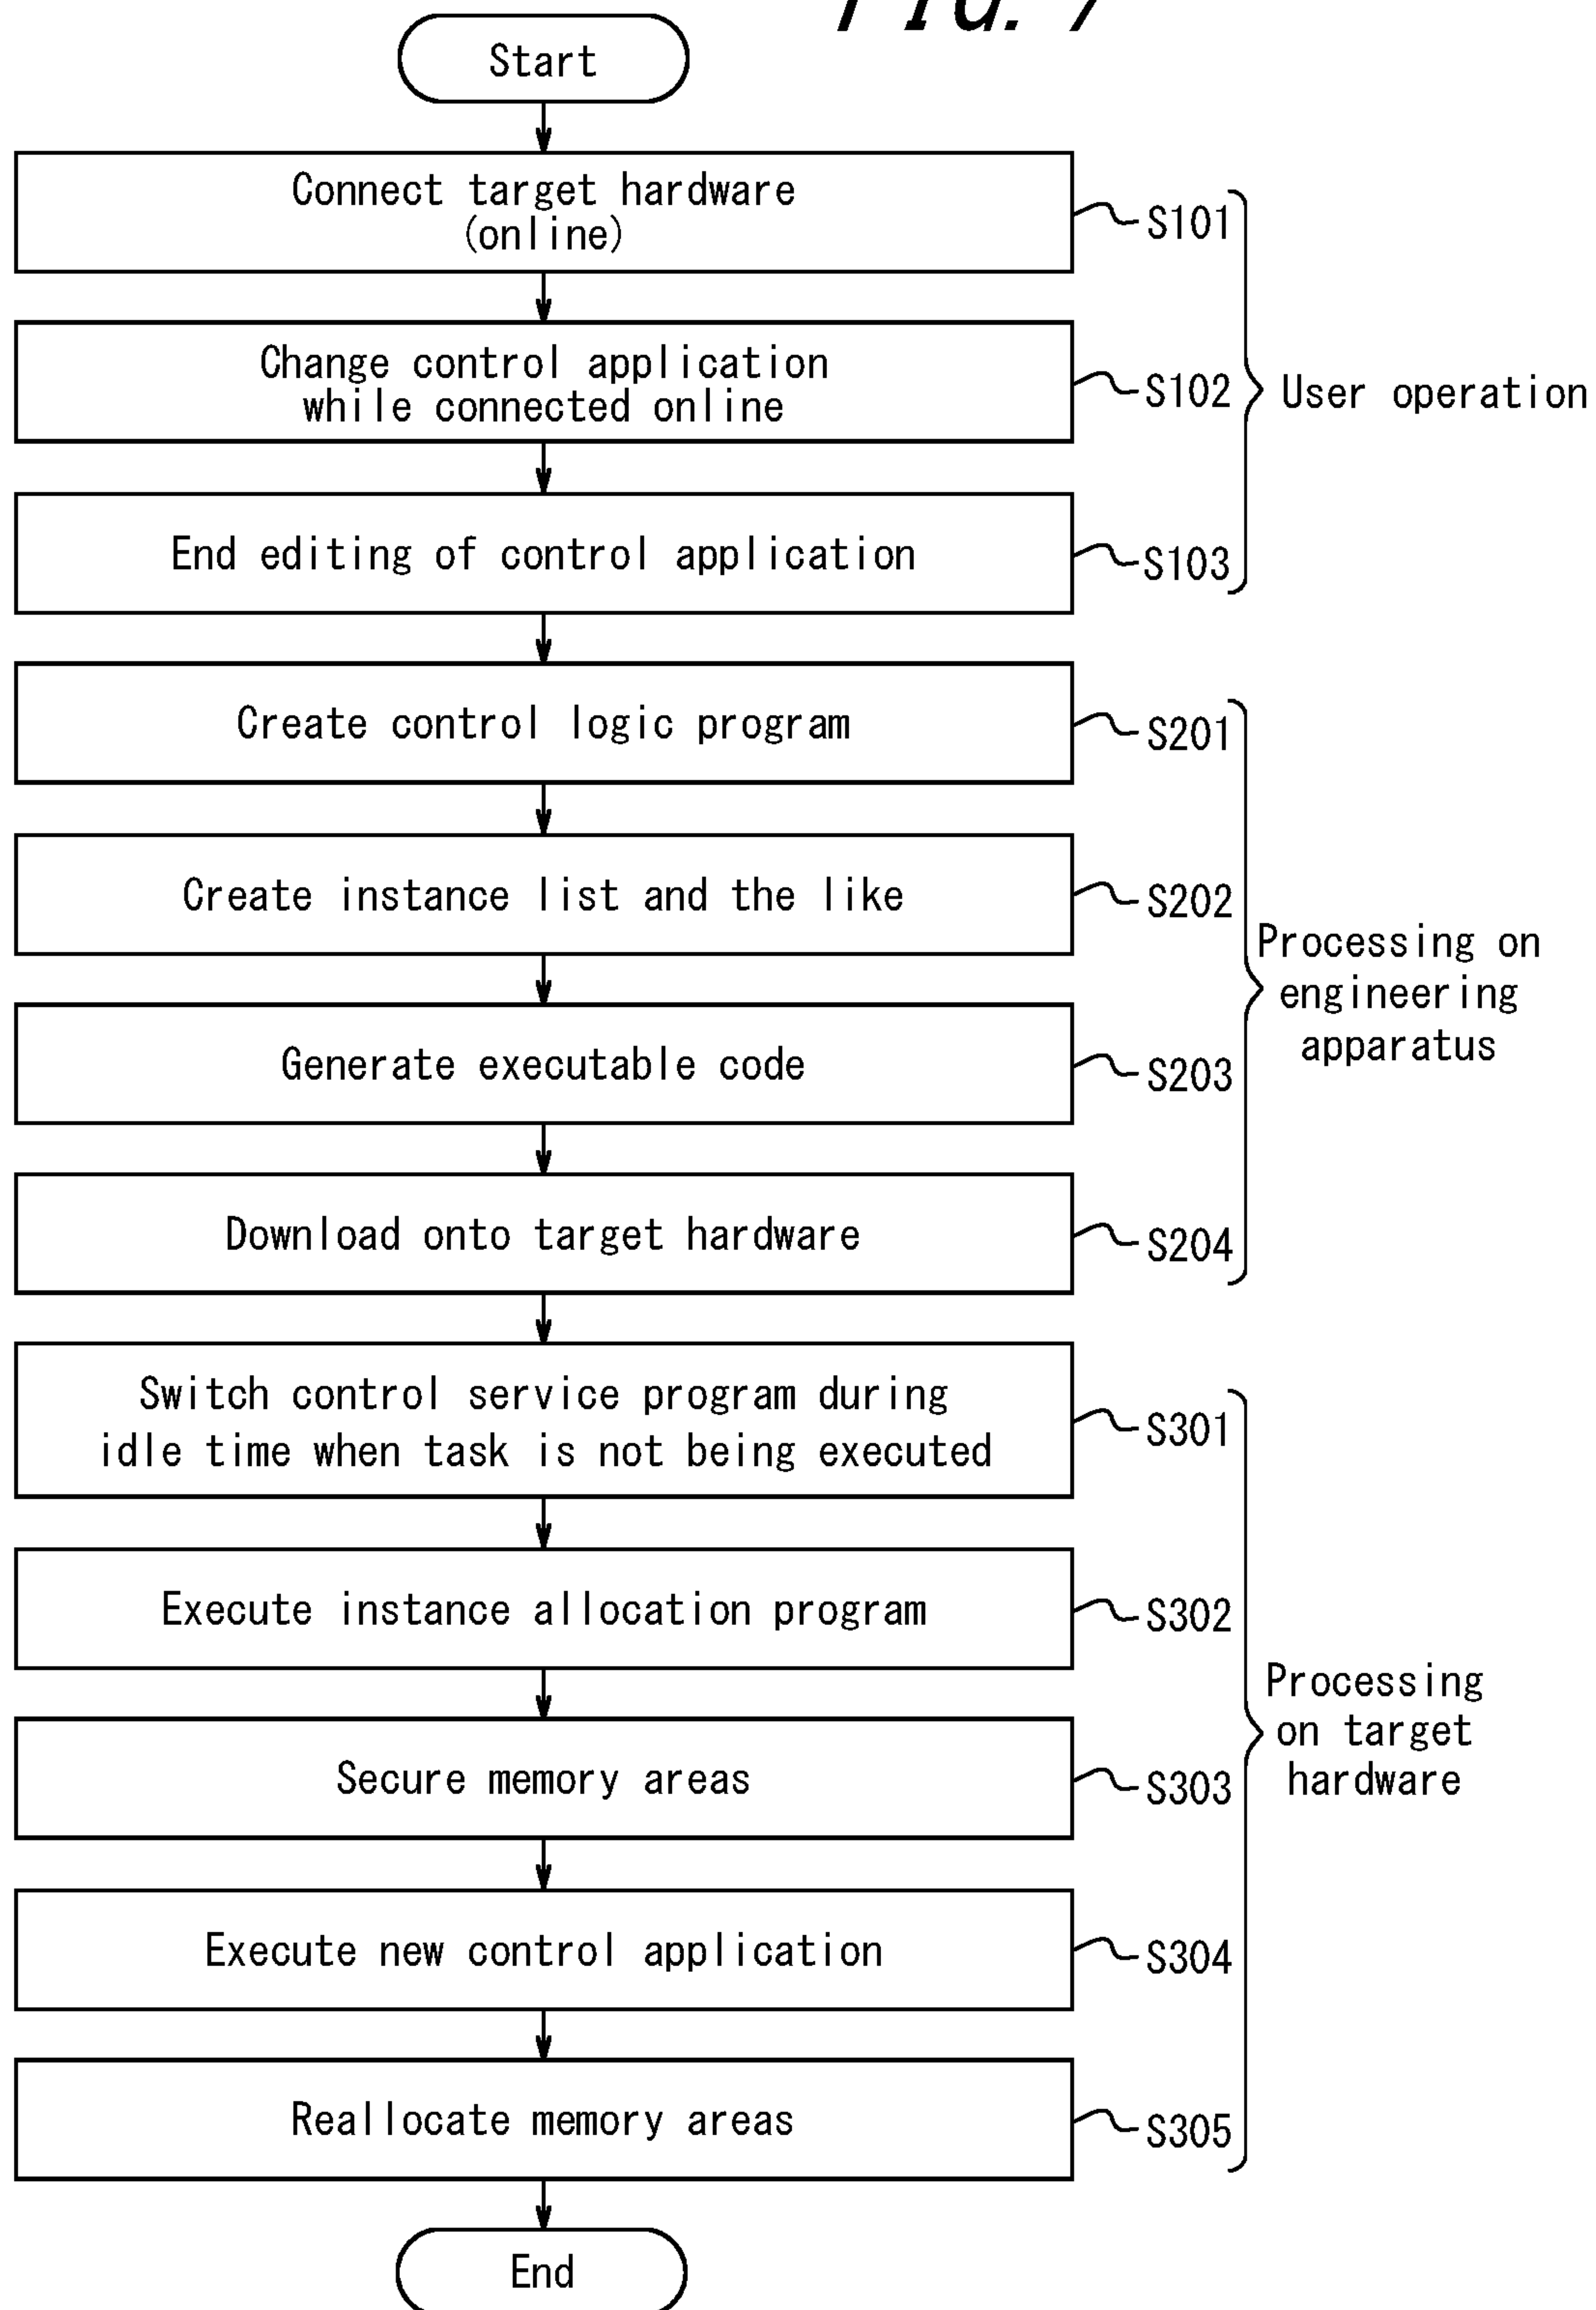 Start
Connect target hardware
(online)
S101
Change control application
while connected online
S102
User operation
End editing of control application
S103
Create control logic program
S201
Create instance list and the like
S202
Processing on
engineering
apparatus
Generate executable code
S203
Download onto target hardware
S204
Switch control service program during
idle time when task is not being executed
S301
Execute instance allocation program
S302
Processing
on target
hardware
Secure memory areas
S303
Execute new control application
S304
Reallocate memory areas
S305
End